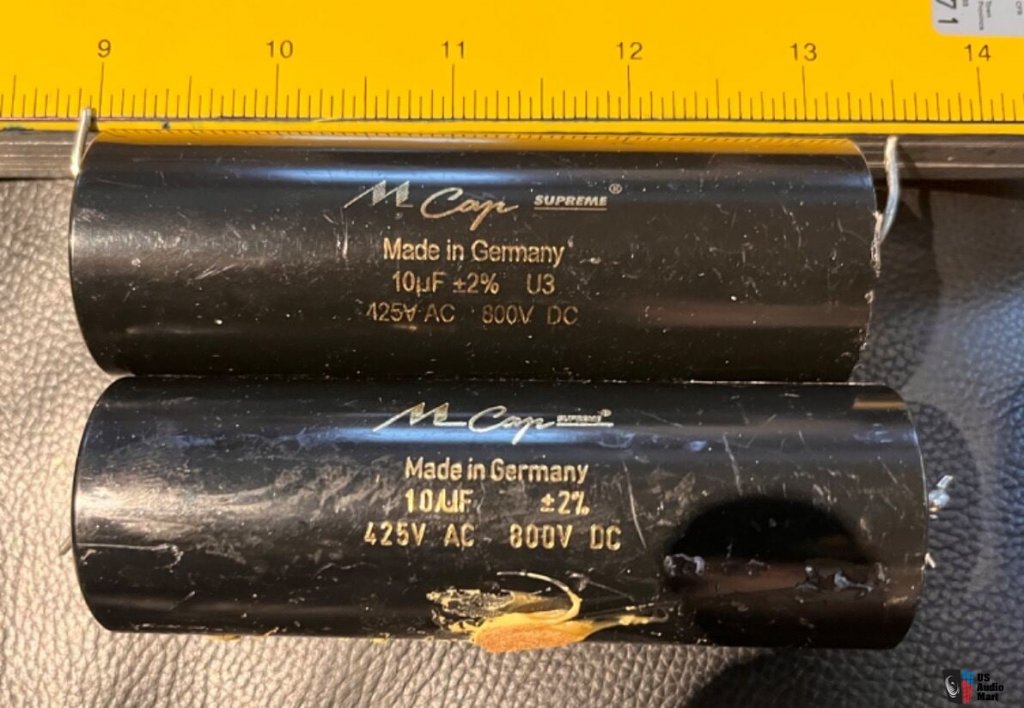 9 10 11 12 13 14
71
M Cap SUPREME®
Made in Germany
10µF ±2% U3
425V AC 800V DC
M Cap SUPREME®
Made in Germany
10µF ±2%
425V AC 800V DC
US
Audio
Mart